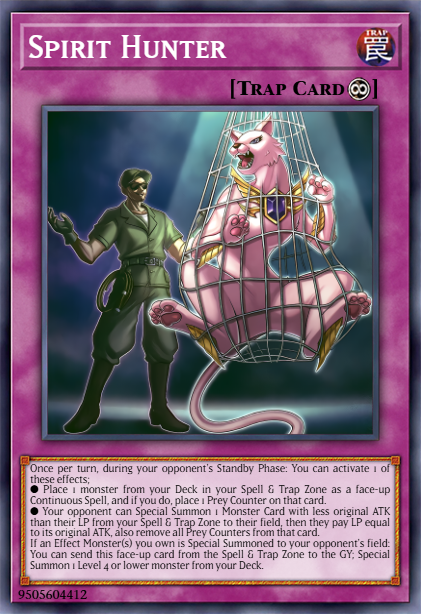 Spirit Hunter
TRAP
罠
[Trap Card]
Once per turn, during your opponent's Standby Phase: You can activate 1 of
these effects;
● Place 1 monster from your Deck in your Spell & Trap Zone as a face-up
Continuous Spell, and if you do, place 1 Prey Counter on that card.
● Your opponent can Special Summon 1 Monster Card with less original ATK
than their LP from your Spell & Trap Zone to their field, then they pay LP equal
to its original ATK, also remove all Prey Counters from that card.
If an Effect Monster(s) you own is Special Summoned to your opponent's field:
You can send this face-up card from the Spell & Trap Zone to the GY; Special
Summon 1 Level 4 or lower monster from your Deck.
9505604412